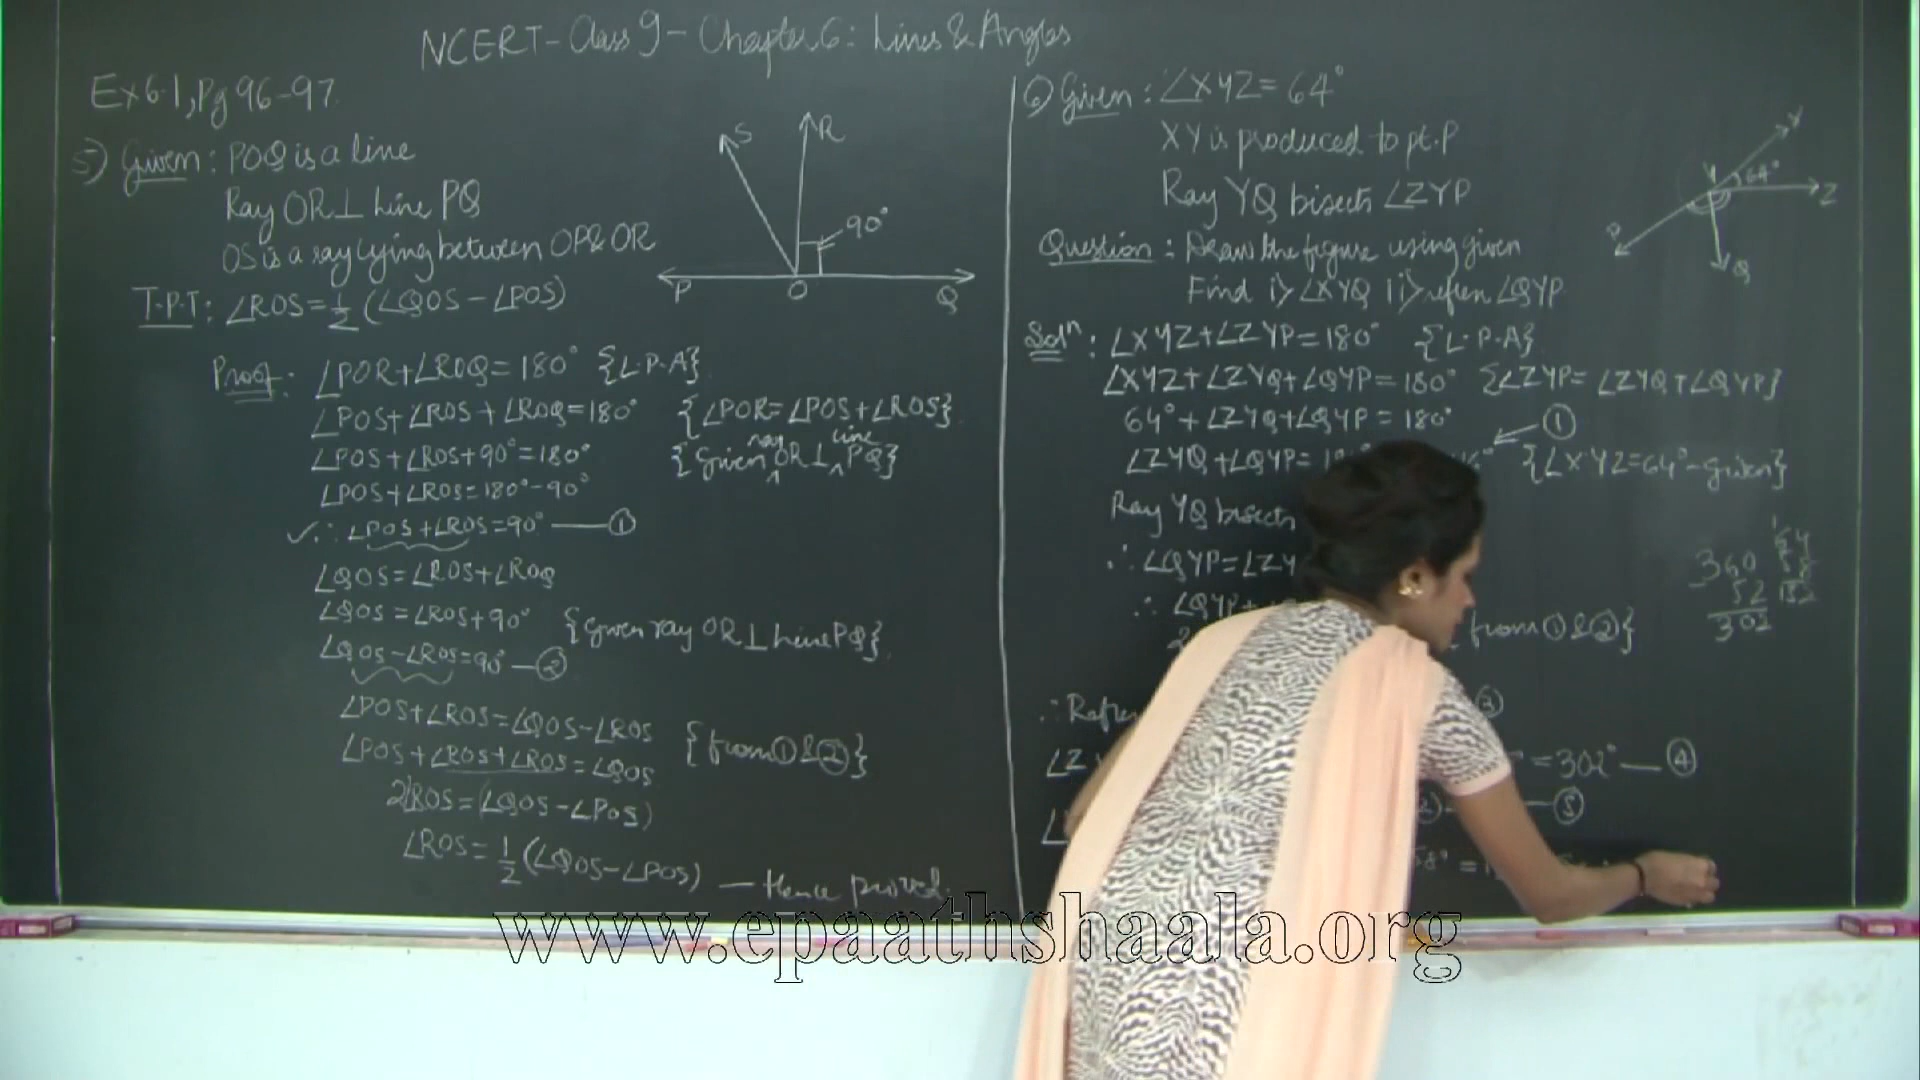 NCERT - Class 9 - Chapter 6: Lines & Angles
Ex 6.1, Pg 96-97.
5) Given: POQ is a line
Ray OR ⊥ Line PQ
OS is a ray lying between OP & OR
T.P.T: ∠ROS = 1/2 (∠QOS - ∠POS)
S
R
90°
P
O
Q
Proof: ∠POR + ∠ROQ = 180° {L.P.A}
∠POS + ∠ROS + ∠ROQ = 180° {∠POR = ∠POS + ∠ROS}
∠POS + ∠ROS + 90° = 180° {Given ray OR ⊥ line PQ}
∠POS + ∠ROS = 180° - 90°
✓∴ ∠POS + ∠ROS = 90° — ①
∠QOS = ∠ROS + ∠ROQ
∠QOS = ∠ROS + 90° {Given ray OR ⊥ Line PQ}
∠QOS - ∠ROS = 90° — ②
∠POS + ∠ROS = ∠QOS - ∠ROS {from ① & ②}
∠POS + ∠ROS + ∠ROS = ∠QOS
2∠ROS = (∠QOS - ∠POS)
∠ROS = 1/2 (∠QOS - ∠POS) — Hence proved.
6) Given: ∠XYZ = 64°
XY is produced to pt. P
Ray YQ bisects ∠ZYP
Question: Draw the figure using given
Find i> ∠XYQ ii> reflex ∠QYP
X
Y
64°
Z
P
Q
Solⁿ: ∠XYZ + ∠ZYP = 180° {L.P.A}
∠XYZ + ∠ZYQ + ∠QYP = 180° {∠ZYP = ∠ZYQ + ∠QYP}
64° + ∠ZYQ + ∠QYP = 180°
①
∠ZYQ + ∠QYP = {∠XYZ = 64° - given}
Ray YQ bisects
∴ ∠QYP =
∴ ∠QYP + {from ① & ②}
∴ Reflex
= 302° — ④
— ⑤
58° =
360
302
www.epaathshaala.org